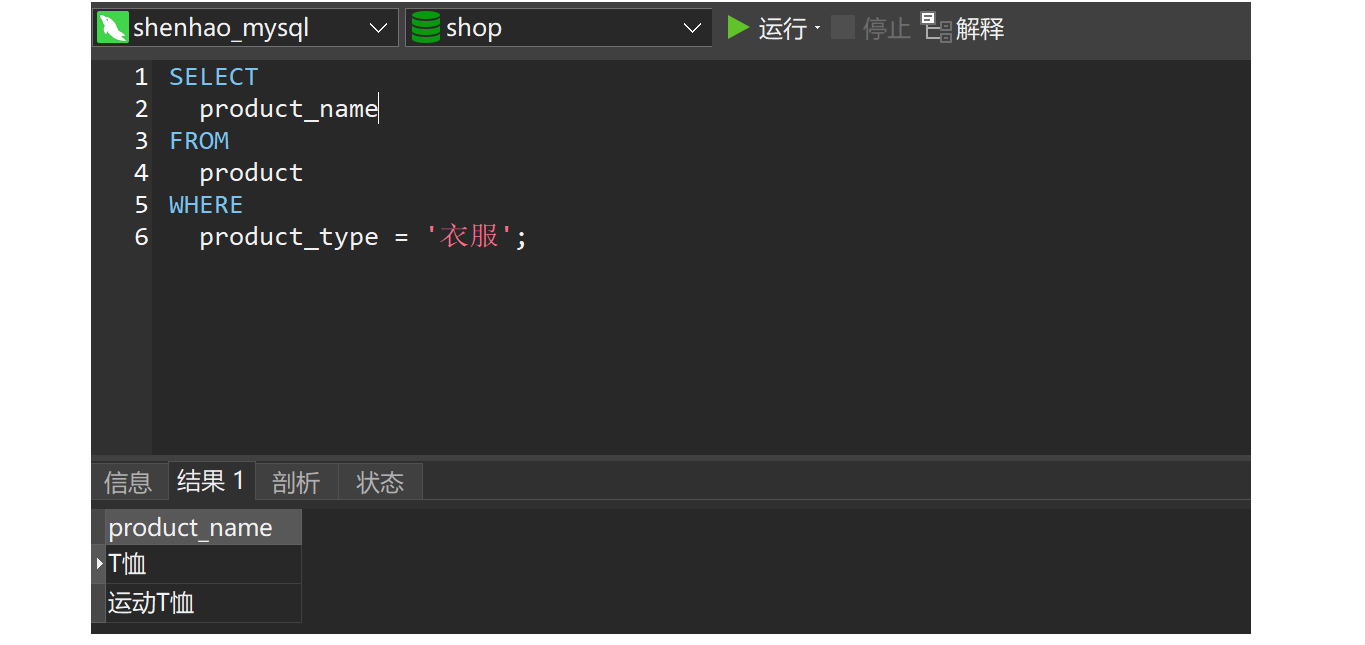 shenhao_mysql shop 运行 停止 解释
1 SELECT
2 product_name
3 FROM
4 product
5 WHERE
6 product_type = '衣服';
信息 结果 1 剖析 状态
product_name
T恤
运动T恤